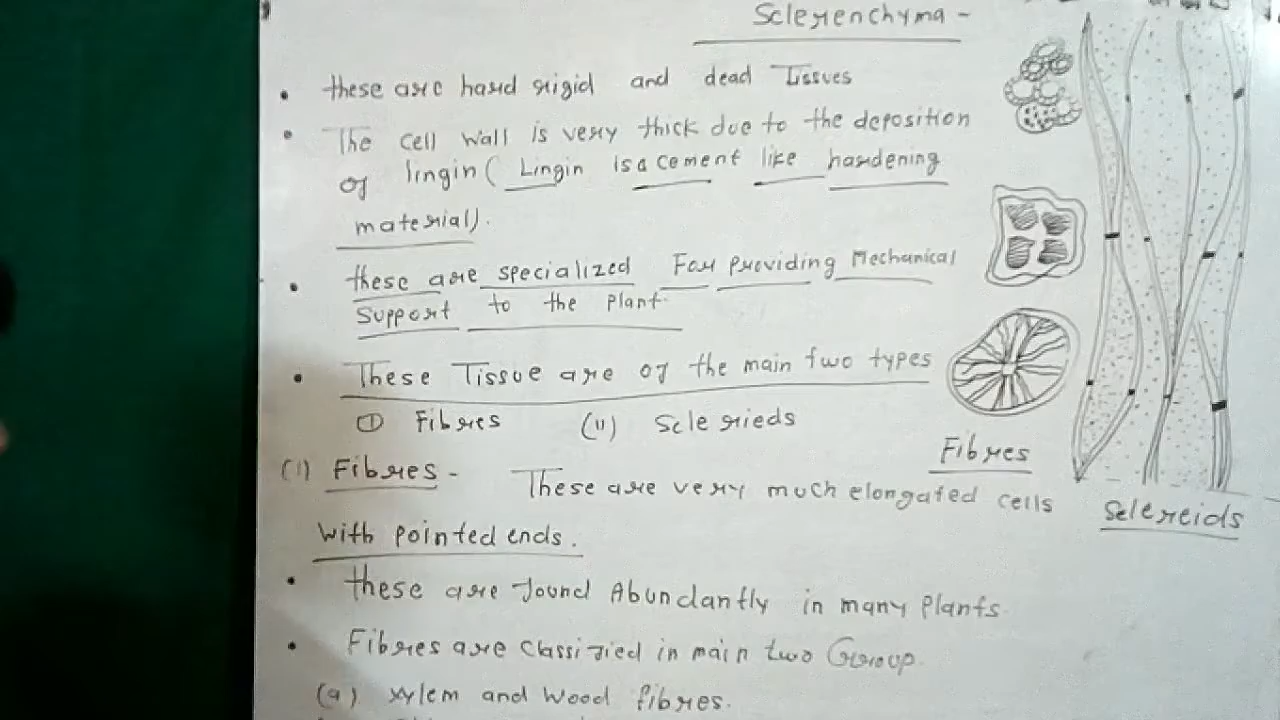 Sclerenchyma -
these are hard rigid and dead Tissues
The cell wall is very thick due to the deposition
of lingin ( Lingin is a cement like hardening
material).
these are specialized For providing Mechanical
Support to the plant.
These Tissue are of the main two types
(I) Fibres (II) Sclerieds
(I) Fibres - These are very much elongated cells
with pointed ends.
Fibres
Sclereids
these are found Abundantly in many plants
Fibres are classified in main two Group.
(a) xylem and wood fibres.